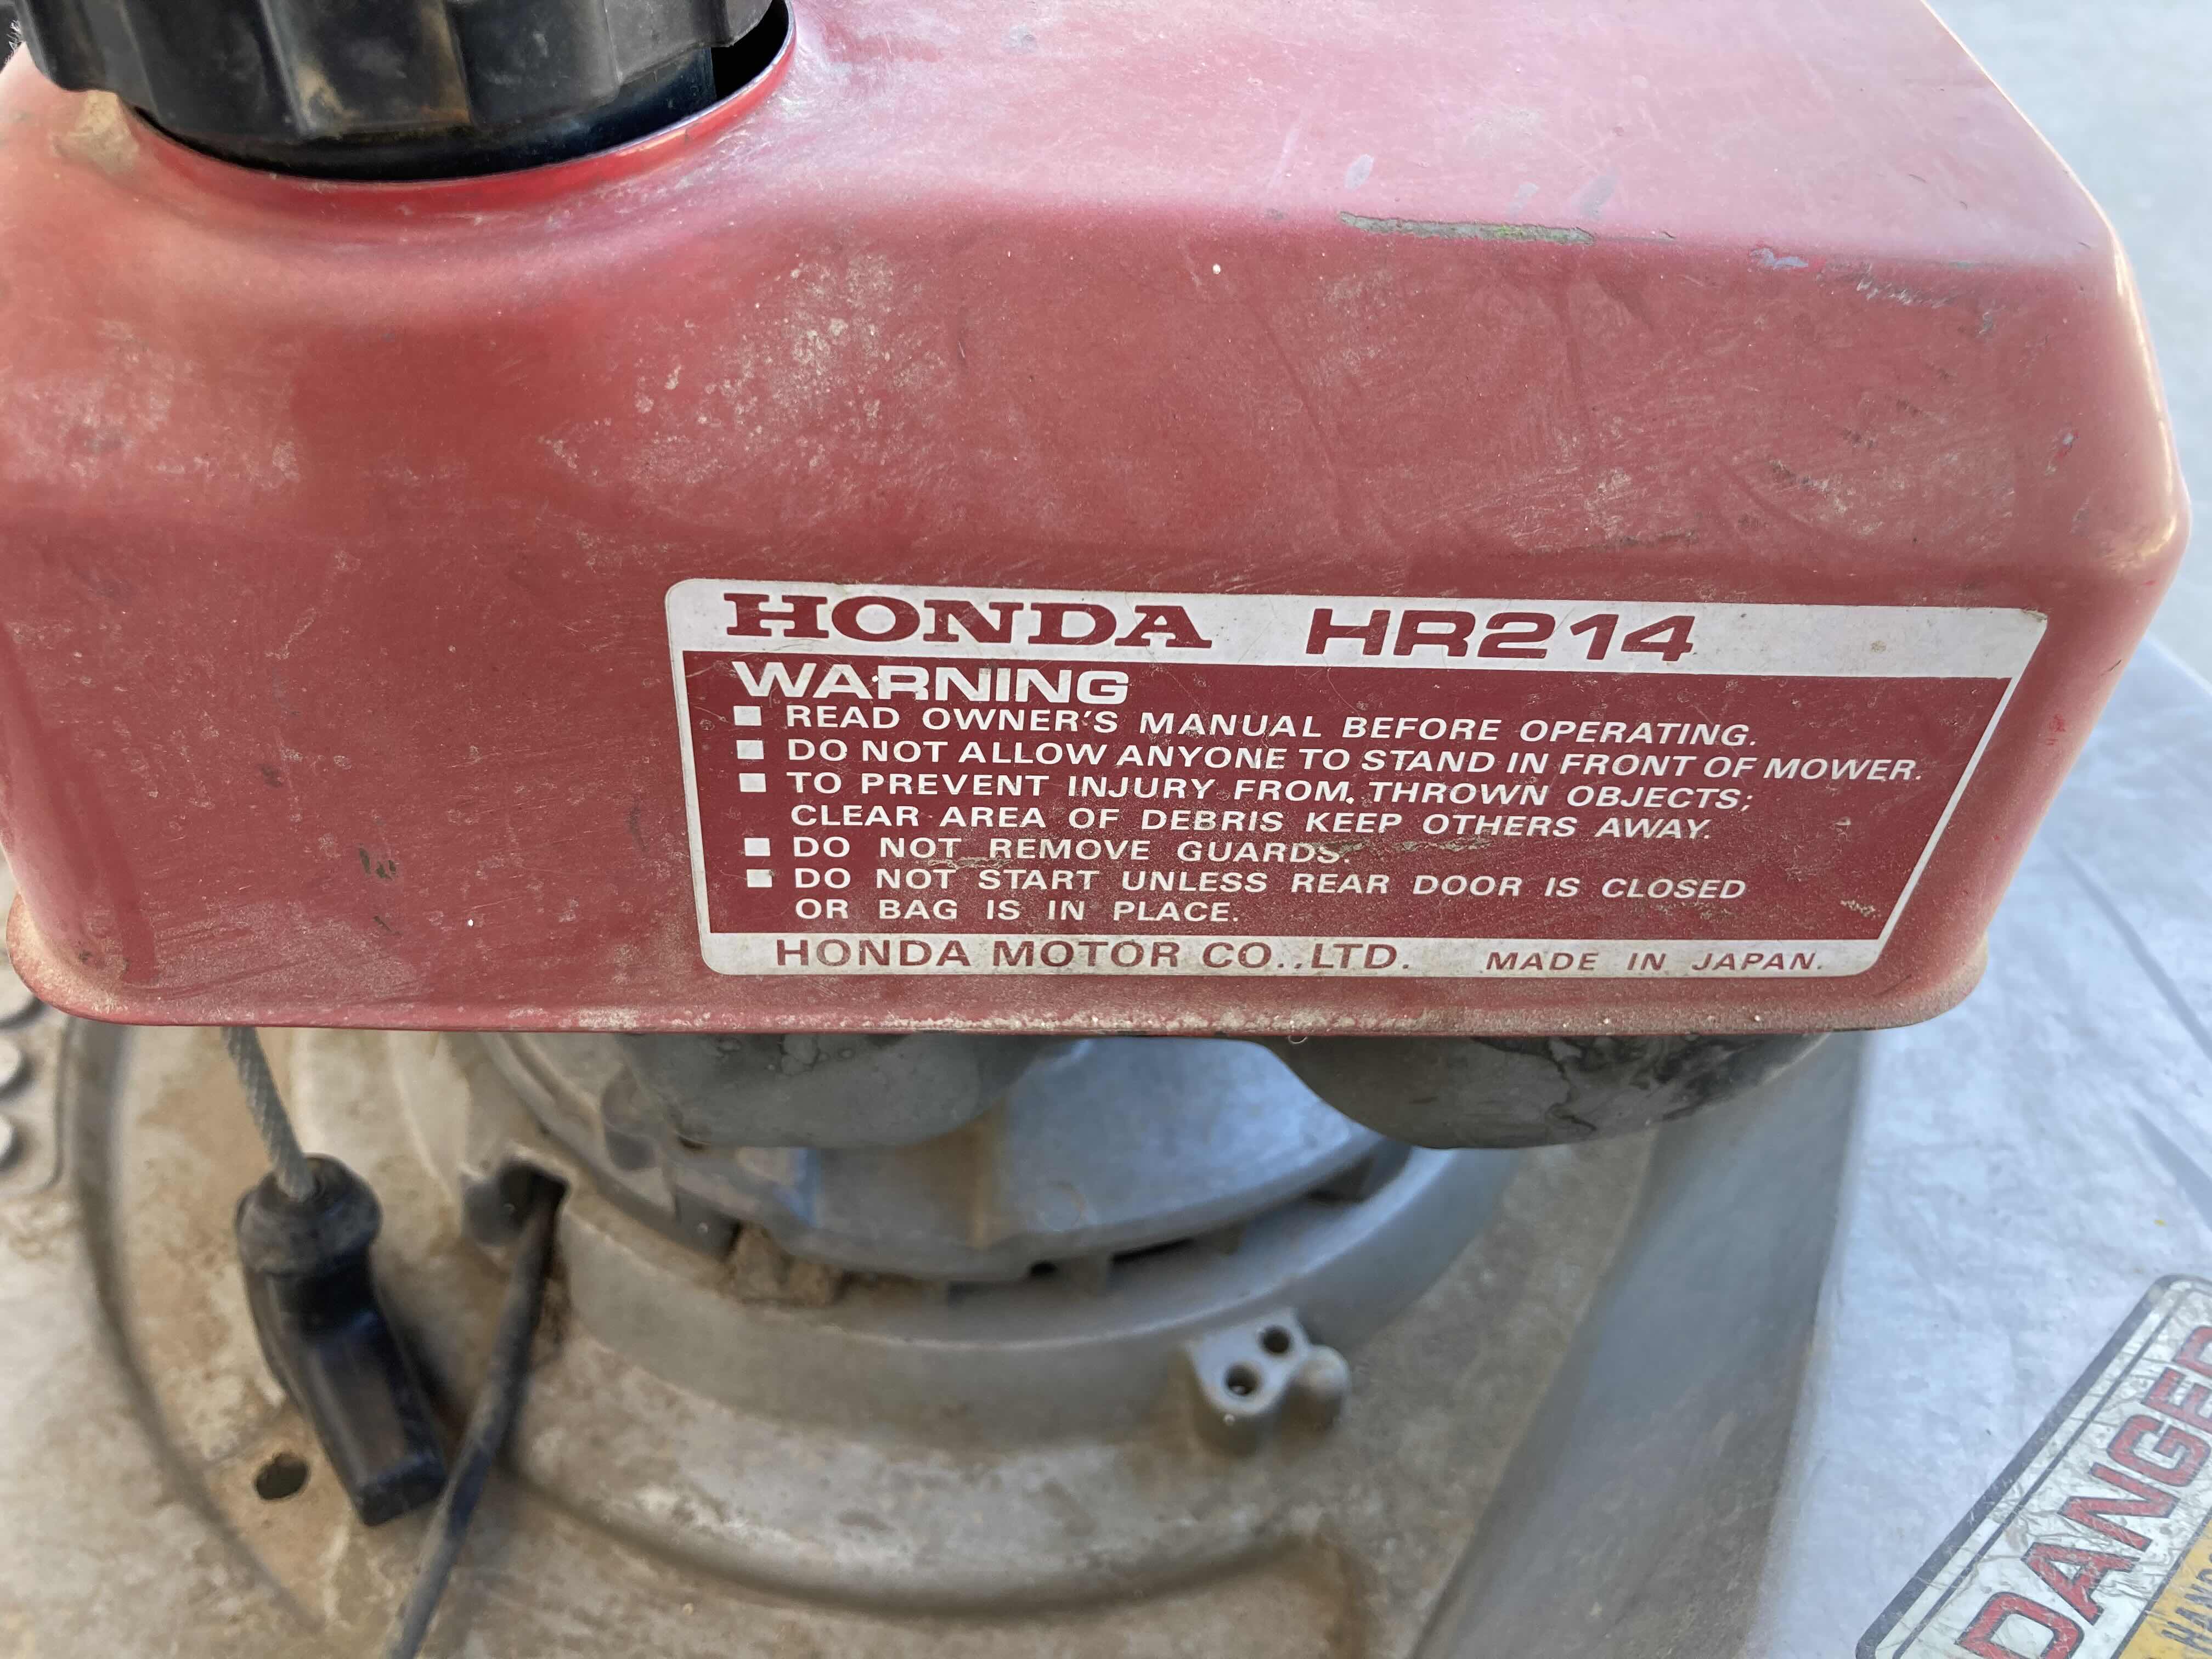 HONDA HR214
WARNING
■ READ OWNER'S MANUAL BEFORE OPERATING.
■ DO NOT ALLOW ANYONE TO STAND IN FRONT OF MOWER.
■ TO PREVENT INJURY FROM THROWN OBJECTS;
CLEAR AREA OF DEBRIS KEEP OTHERS AWAY.
■ DO NOT REMOVE GUARDS.
■ DO NOT START UNLESS REAR DOOR IS CLOSED
OR BAG IS IN PLACE.
HONDA MOTOR CO.,LTD. MADE IN JAPAN.
DANGER